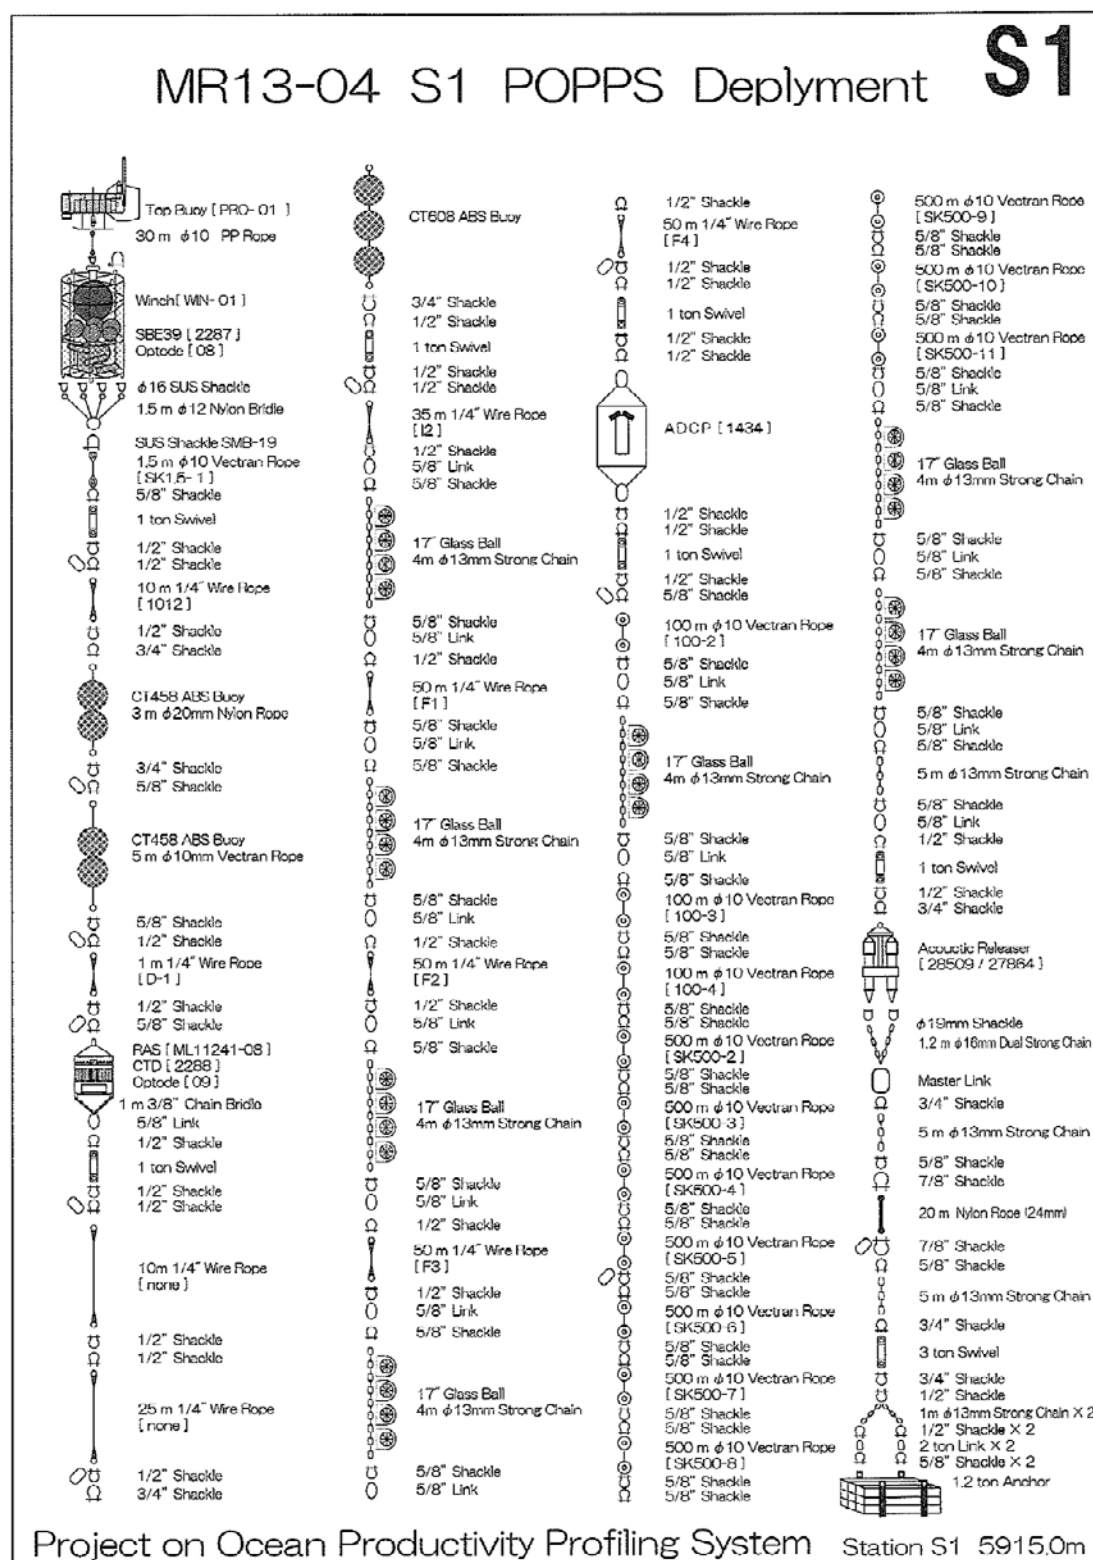 S1
MR13-04 S1 POPPS Deplyment
Top Buoy [ PRO-01 ]
30 m φ10 PP Rope
Winch[ WIN-01 ]
SBE39 [ 2287 ]
Optode [ 08 ]
φ16 SUS Shackle
1.5 m φ12 Nylon Bridle
SUS Shackle SMB-19
1.5 m φ10 Vectran Rope
[ SK1.5-1 ]
5/8" Shackle
1 ton Swivel
1/2" Shackle
1/2" Shackle
10 m 1/4" Wire Rope
[ 1012 ]
1/2" Shackle
3/4" Shackle
CT458 ABS Buoy
3 m φ20mm Nylon Rope
3/4" Shackle
5/8" Shackle
CT458 ABS Buoy
5 m φ10mm Vectran Rope
5/8" Shackle
1/2" Shackle
1 m 1/4" Wire Rope
[ D-1 ]
1/2" Shackle
5/8" Shackle
RAS [ ML11241-08 ]
CTD [ 2288 ]
Optode [ 09 ]
1 m 3/8" Chain Bridle
5/8" Link
1/2" Shackle
1 ton Swivel
1/2" Shackle
1/2" Shackle
10m 1/4" Wire Rope
[ none ]
1/2" Shackle
1/2" Shackle
25 m 1/4" Wire Rope
[ none ]
1/2" Shackle
3/4" Shackle
CT608 ABS Buoy
3/4" Shackle
1/2" Shackle
1 ton Swivel
1/2" Shackle
1/2" Shackle
35 m 1/4" Wire Rope
[ I2 ]
1/2" Shackle
5/8" Link
5/8" Shackle
17" Glass Ball
4m φ13mm Strong Chain
5/8" Shackle
5/8" Link
1/2" Shackle
50 m 1/4" Wire Rope
[ F1 ]
5/8" Shackle
5/8" Link
5/8" Shackle
17" Glass Ball
4m φ13mm Strong Chain
5/8" Shackle
5/8" Link
1/2" Shackle
50 m 1/4" Wire Rope
[ F2 ]
1/2" Shackle
5/8" Link
5/8" Shackle
17" Glass Ball
4m φ13mm Strong Chain
5/8" Shackle
5/8" Link
1/2" Shackle
50 m 1/4" Wire Rope
[ F3 ]
1/2" Shackle
5/8" Link
5/8" Shackle
17" Glass Ball
4m φ13mm Strong Chain
5/8" Shackle
5/8" Link
1/2" Shackle
50 m 1/4" Wire Rope
[ F4 ]
1/2" Shackle
1/2" Shackle
1 ton Swivel
1/2" Shackle
1/2" Shackle
ADCP [ 1434 ]
1/2" Shackle
1/2" Shackle
1 ton Swivel
1/2" Shackle
5/8" Shackle
100 m φ10 Vectran Rope
[ 100-2 ]
5/8" Shackle
5/8" Link
5/8" Shackle
17" Glass Ball
4m φ13mm Strong Chain
5/8" Shackle
5/8" Link
5/8" Shackle
100 m φ10 Vectran Rope
[ 100-3 ]
5/8" Shackle
5/8" Shackle
100 m φ10 Vectran Rope
[ 100-4 ]
5/8" Shackle
5/8" Shackle
500 m φ10 Vectran Rope
[ SK500-2 ]
5/8" Shackle
5/8" Shackle
500 m φ10 Vectran Rope
[ SK500-3 ]
5/8" Shackle
5/8" Shackle
500 m φ10 Vectran Rope
[ SK500-4 ]
5/8" Shackle
5/8" Shackle
500 m φ10 Vectran Rope
[ SK500-5 ]
5/8" Shackle
5/8" Shackle
500 m φ10 Vectran Rope
[ SK500-6 ]
5/8" Shackle
5/8" Shackle
500 m φ10 Vectran Rope
[ SK500-7 ]
5/8" Shackle
5/8" Shackle
500 m φ10 Vectran Rope
[ SK500-8 ]
5/8" Shackle
5/8" Shackle
500 m φ10 Vectran Rope
[ SK500-9 ]
5/8" Shackle
5/8" Shackle
500 m φ10 Vectran Rope
[ SK500-10 ]
5/8" Shackle
5/8" Shackle
500 m φ10 Vectran Rope
[ SK500-11 ]
5/8" Shackle
5/8" Link
5/8" Shackle
17" Glass Ball
4m φ13mm Strong Chain
5/8" Shackle
5/8" Link
5/8" Shackle
17" Glass Ball
4m φ13mm Strong Chain
5/8" Shackle
5/8" Link
5/8" Shackle
5 m φ13mm Strong Chain
5/8" Shackle
5/8" Link
1/2" Shackle
1 ton Swivel
1/2" Shackle
3/4" Shackle
Acoustic Releaser
[ 28509 / 27864 ]
φ19mm Shackle
1.2 m φ16mm Dual Strong Chain
Master Link
3/4" Shackle
5 m φ13mm Strong Chain
5/8" Shackle
7/8" Shackle
20 m Nylon Rope (24mm)
7/8" Shackle
5/8" Shackle
5 m φ13mm Strong Chain
3/4" Shackle
3 ton Swivel
3/4" Shackle
1/2" Shackle
1m φ13mm Strong Chain X 2
1/2" Shackle X 2
2 ton Link X 2
5/8" Shackle X 2
1.2 ton Anchor
Project on Ocean Productivity Profiling System Station S1 5915.0m